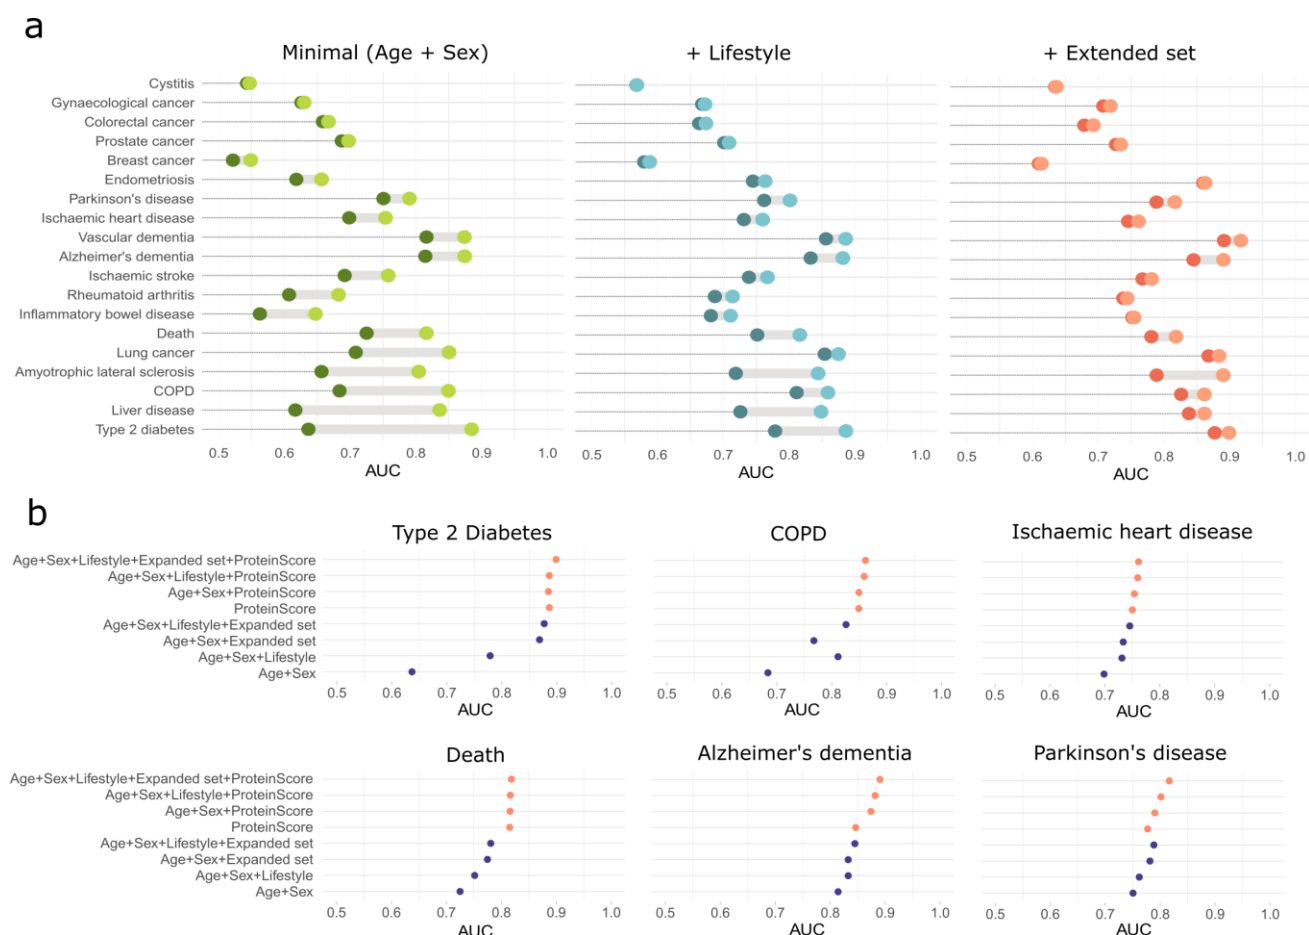 a
Minimal (Age + Sex)
+ Lifestyle
+ Extended set
Cystitis
Gynaecological cancer
Colorectal cancer
Prostate cancer
Breast cancer
Endometriosis
Parkinson's disease
Ischaemic heart disease
Vascular dementia
Alzheimer's dementia
Ischaemic stroke
Rheumatoid arthritis
Inflammatory bowel disease
Death
Lung cancer
Amyotrophic lateral sclerosis
COPD
Liver disease
Type 2 diabetes
0.5 0.6 0.7 0.8 0.9 1.0
AUC
0.5 0.6 0.7 0.8 0.9 1.0
AUC
0.5 0.6 0.7 0.8 0.9 1.0
AUC
b
Type 2 Diabetes
COPD
Ischaemic heart disease
Age+Sex+Lifestyle+Expanded set+ProteinScore
Age+Sex+Lifestyle+ProteinScore
Age+Sex+ProteinScore
ProteinScore
Age+Sex+Lifestyle+Expanded set
Age+Sex+Expanded set
Age+Sex+Lifestyle
Age+Sex
0.5 0.6 0.7 0.8 0.9 1.0
AUC
0.5 0.6 0.7 0.8 0.9 1.0
AUC
0.5 0.6 0.7 0.8 0.9 1.0
AUC
Death
Alzheimer's dementia
Parkinson's disease
Age+Sex+Lifestyle+Expanded set+ProteinScore
Age+Sex+Lifestyle+ProteinScore
Age+Sex+ProteinScore
ProteinScore
Age+Sex+Lifestyle+Expanded set
Age+Sex+Expanded set
Age+Sex+Lifestyle
Age+Sex
0.5 0.6 0.7 0.8 0.9 1.0
AUC
0.5 0.6 0.7 0.8 0.9 1.0
AUC
0.5 0.6 0.7 0.8 0.9 1.0
AUC